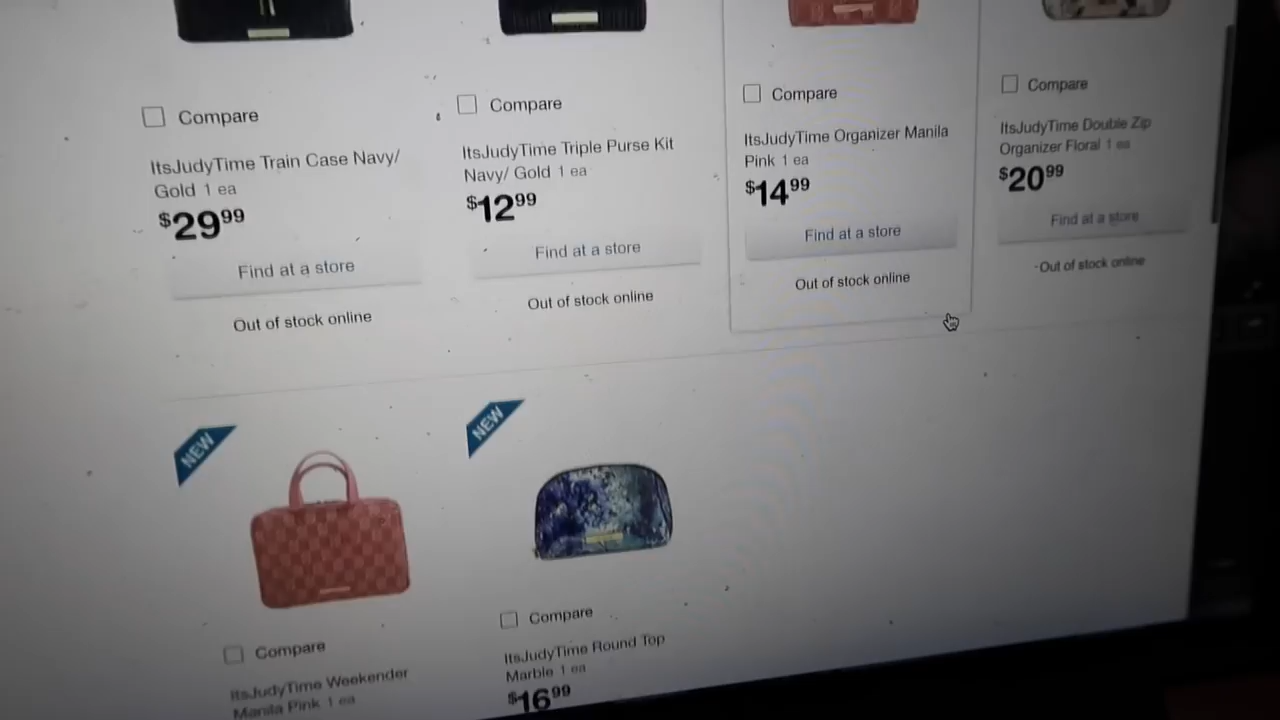 Compare
ItsJudyTime Train Case Navy/
Gold 1 ea
$29.99
Find at a store
Out of stock online
Compare
ItsJudyTime Triple Purse Kit
Navy/ Gold 1 ea
$12.99
Find at a store
Out of stock online
Compare
ItsJudyTime Organizer Manila
Pink 1 ea
$14.99
Find at a store
Out of stock online
Compare
ItsJudyTime Double Zip
Organizer Floral 1 ea
$20.99
Find at a store
Out of stock online
NEW
Compare
ItsJudyTime Weekender
Manila Pink 1 ea
NEW
Compare
ItsJudyTime Round Top
Marble 1 ea
$16.99